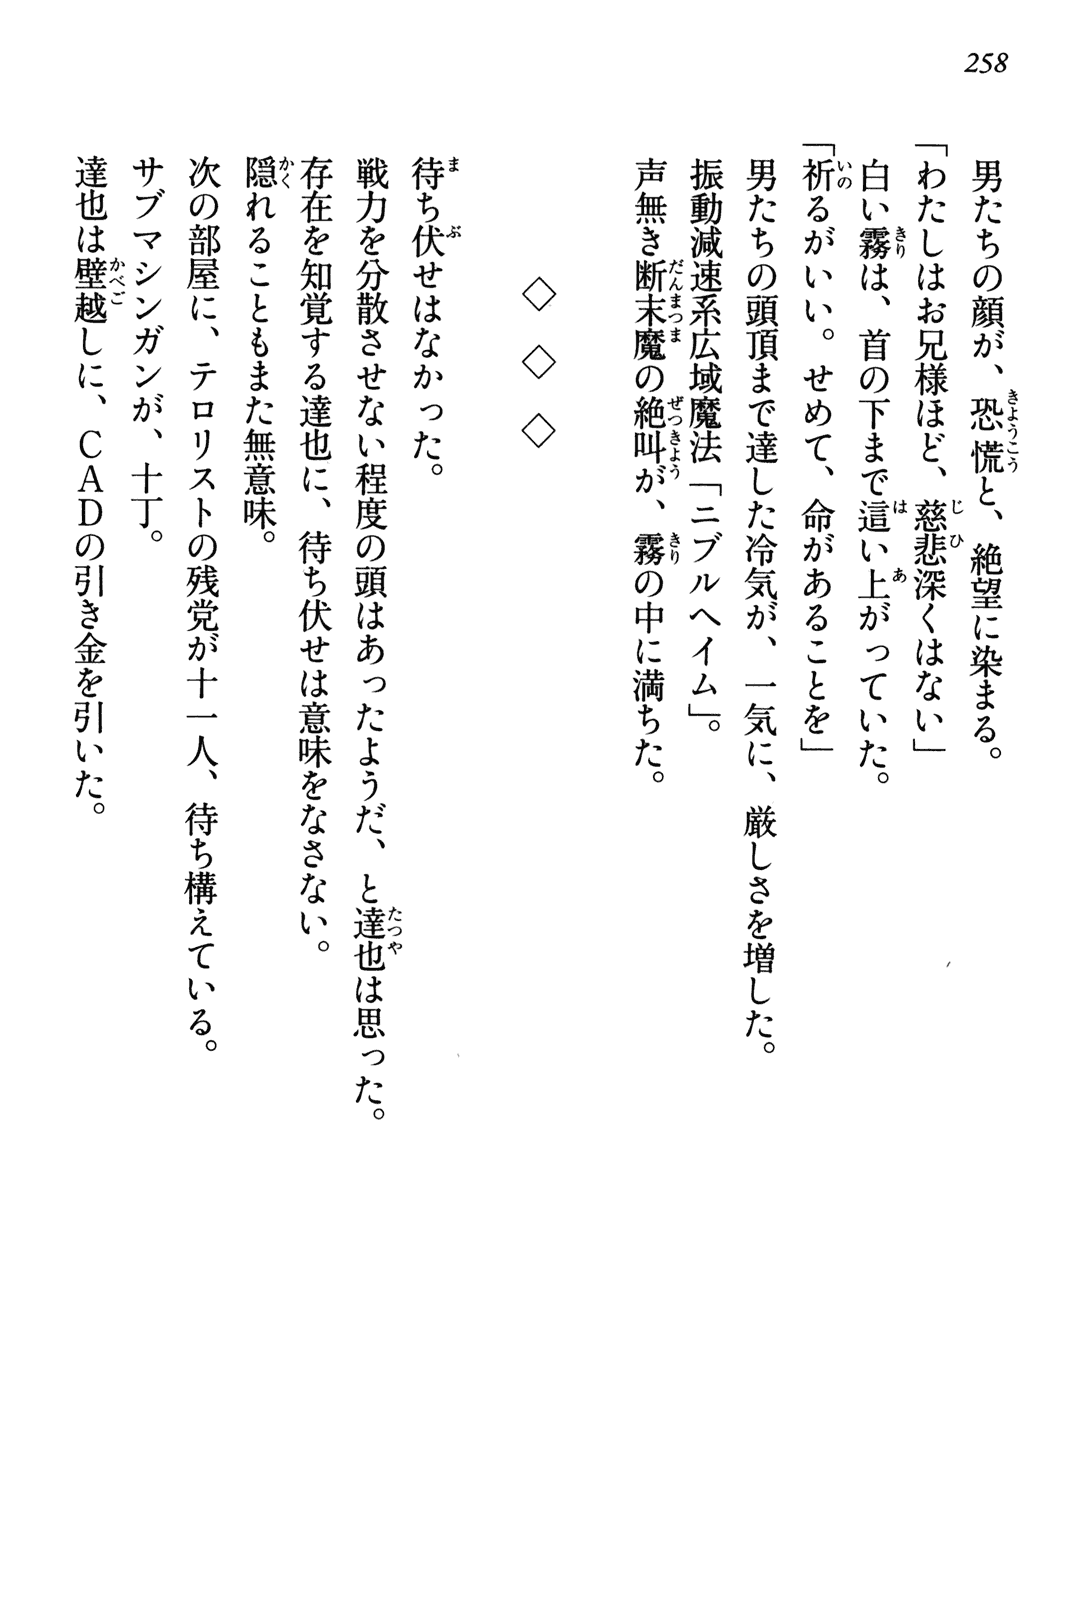 258
男たちの顔が、恐慌と、絶望に染まる。
「わたしはお兄様ほど、慈悲深くはない」
白い霧は、首の下まで這い上がっていた。
「祈るがいい。せめて、命があることを」
男たちの頭頂まで達した冷気が、一気に、厳しさを増した。
振動減速系広域魔法「ニブルヘイム」。
声無き断末魔の絶叫が、霧の中に満ちた。
◇ ◇ ◇
待ち伏せはなかった。
戦力を分散させない程度の頭はあったようだ、と達也は思った。
存在を知覚する達也に、待ち伏せは意味をなさない。
隠れることもまた無意味。
次の部屋に、テロリストの残党が十一人、待ち構えている。
サブマシンガンが、十丁。
達也は壁越しに、CADの引き金を引いた。